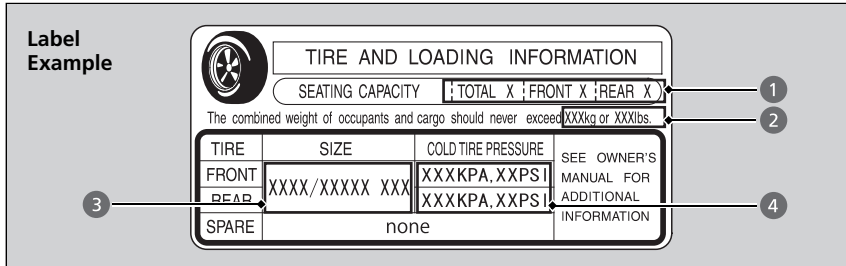 Label
Example
TIRE AND LOADING INFORMATION
SEATING CAPACITY TOTAL X FRONT X REAR X
1
The combined weight of occupants and cargo should never exceed XXXkg or XXXlbs.
2
TIRE SIZE COLD TIRE PRESSURE
SEE OWNER'S
MANUAL FOR
ADDITIONAL
INFORMATION
FRONT
XXXX/XXXXX XXX
XXXKPA,XXPSI
REAR
XXXKPA,XXPSI
3
4
SPARE none